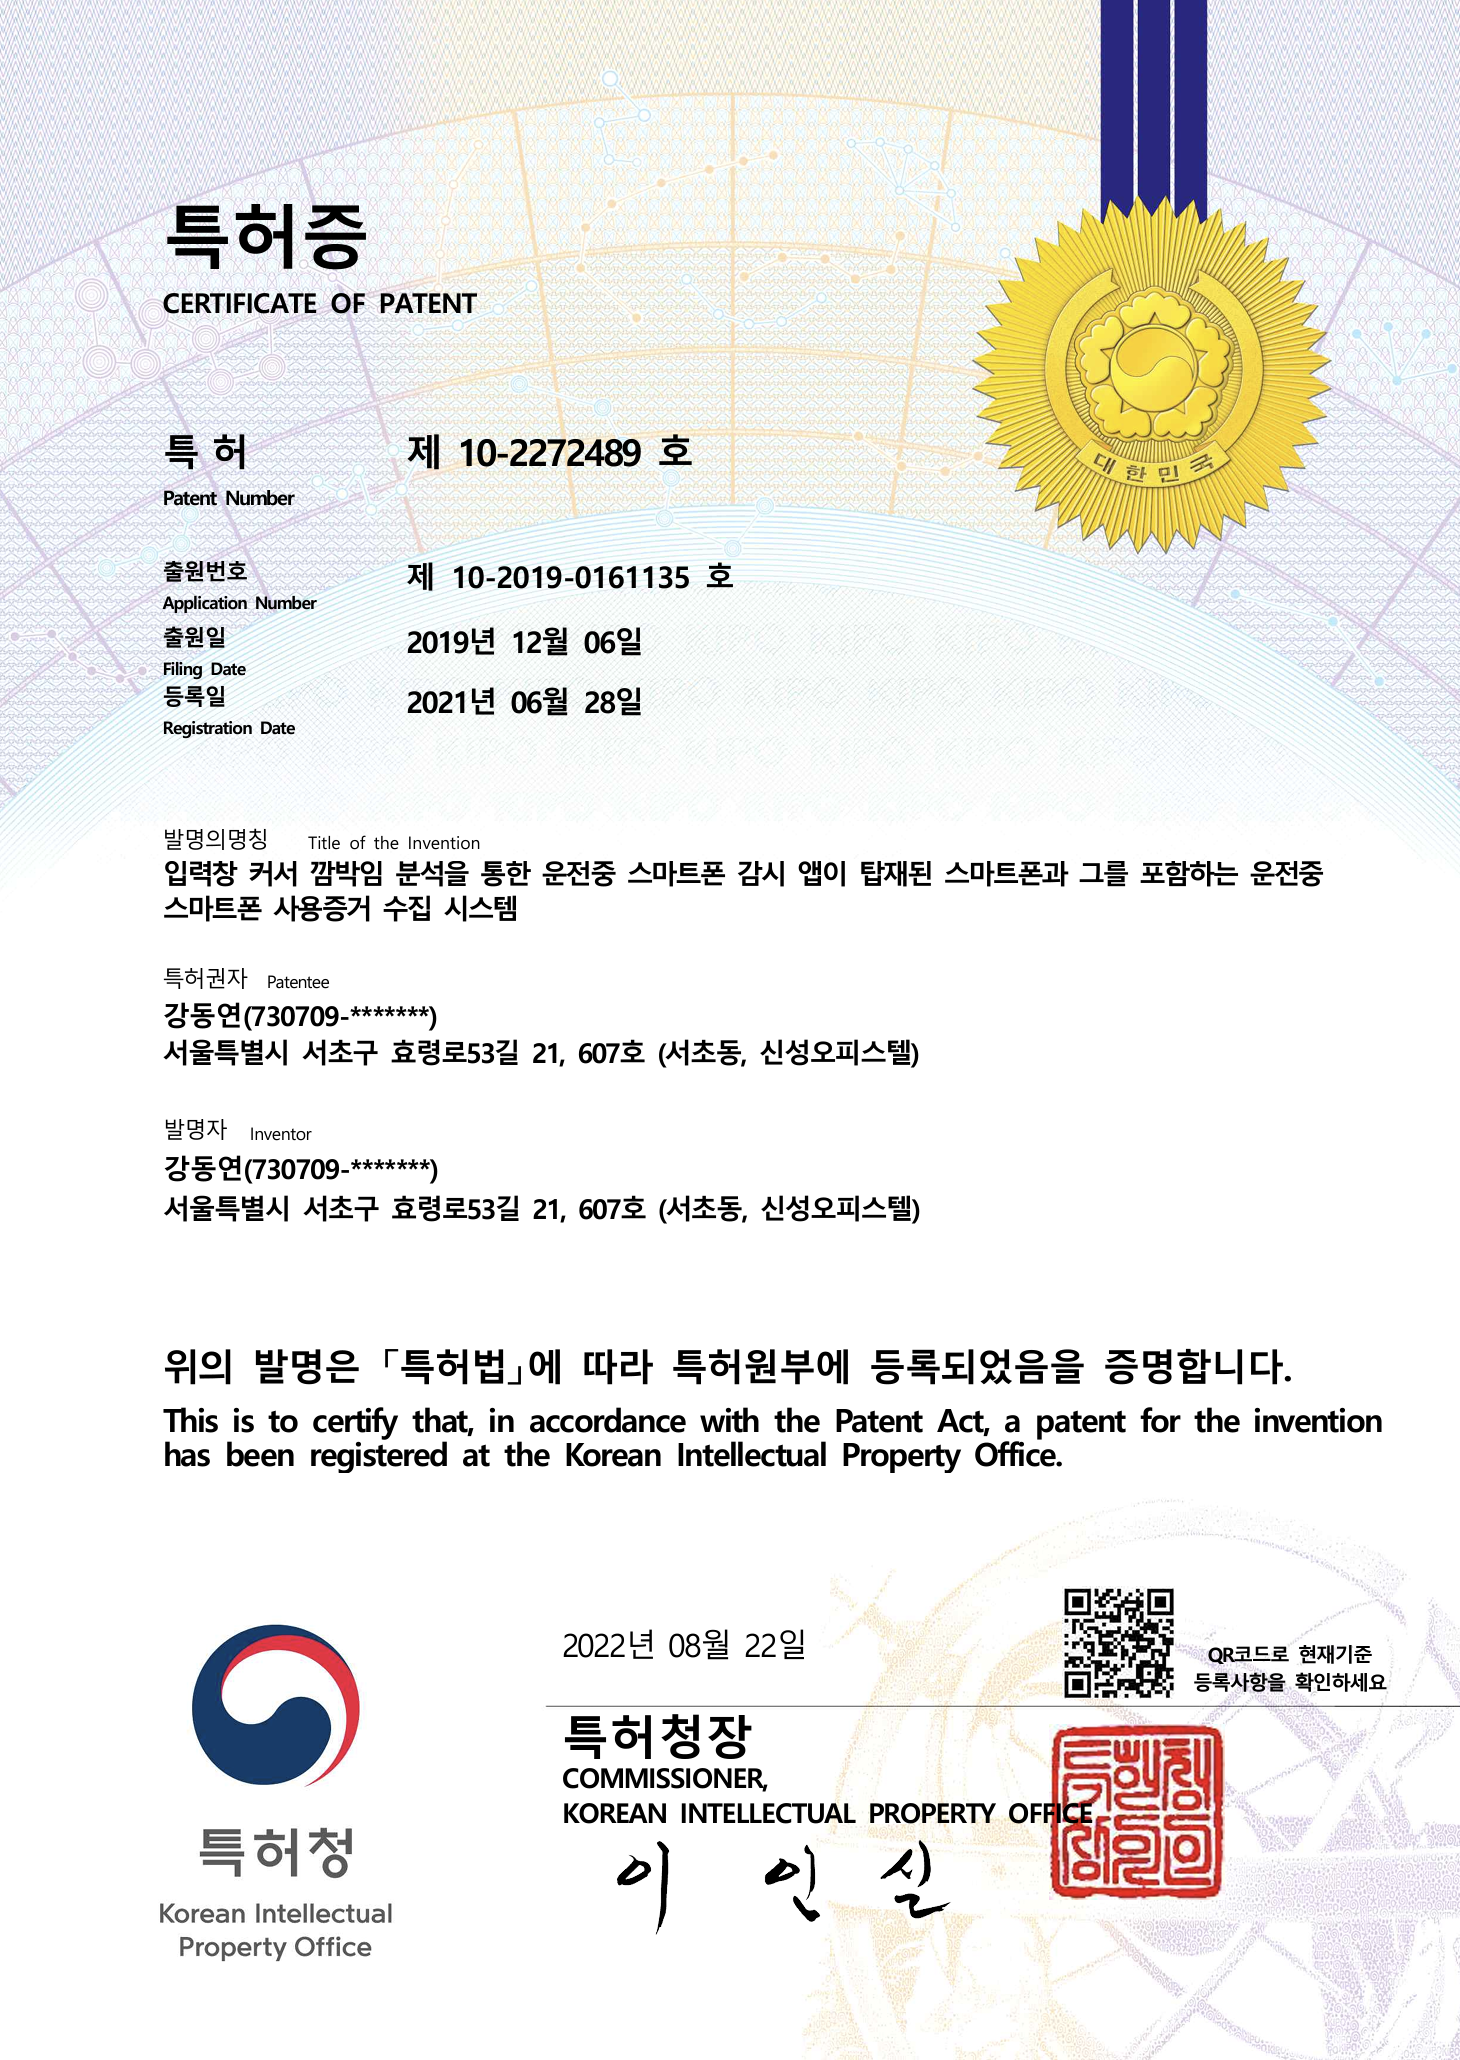 특허증
CERTIFICATE OF PATENT
대한민국
특 허
제 10-2272489 호
Patent Number
출원번호
제 10-2019-0161135 호
Application Number
출원일
2019년 12월 06일
Filing Date
등록일
2021년 06월 28일
Registration Date
발명의명칭 Title of the Invention
입력창 커서 깜박임 분석을 통한 운전중 스마트폰 감시 앱이 탑재된 스마트폰과 그를 포함하는 운전중
스마트폰 사용증거 수집 시스템
특허권자 Patentee
강동연(730709-*******)
서울특별시 서초구 효령로53길 21, 607호 (서초동, 신성오피스텔)
발명자 Inventor
강동연(730709-*******)
서울특별시 서초구 효령로53길 21, 607호 (서초동, 신성오피스텔)
위의 발명은 「특허법」에 따라 특허원부에 등록되었음을 증명합니다.
This is to certify that, in accordance with the Patent Act, a patent for the invention
has been registered at the Korean Intellectual Property Office.
2022년 08월 22일
QR코드로 현재기준
등록사항을 확인하세요
특허청장
COMMISSIONER,
KOREAN INTELLECTUAL PROPERTY OFFICE
이 인 실
특허청
Korean Intellectual
Property Office